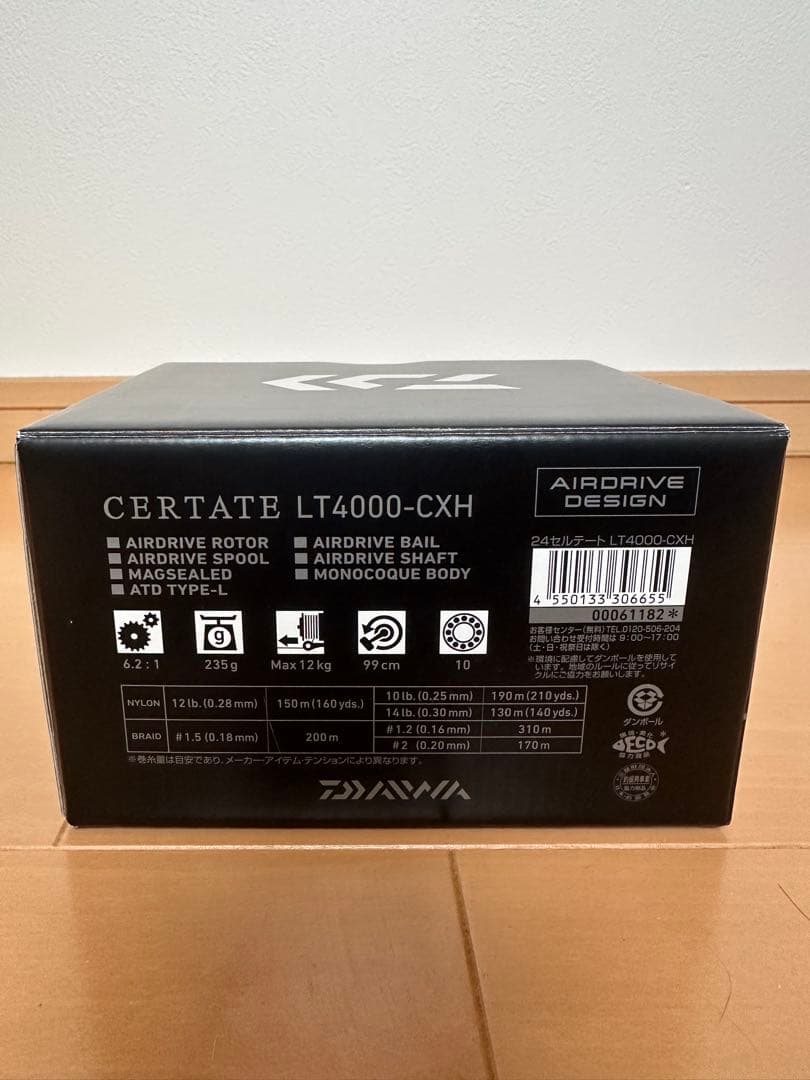 CERTATE LT4000-CXH
AIRDRIVE DESIGN
■ AIRDRIVE ROTOR ■ AIRDRIVE BAIL
■ AIRDRIVE SPOOL ■ AIRDRIVE SHAFT
■ MAGSEALED ■ MONOCOQUE BODY
■ ATD TYPE-L
24セルテート LT4000-CXH
4 550133 306655
00061182*
お客様センター(無料)TEL.0120-506-204
お問い合わせ受付時間は 9:00〜17:00
(土・日・祝祭日は除く)
※環境に配慮してダンボールを使用して
います。地域のルールに従ってリサイ
クルにご協力をお願いします。
g
6.2 : 1 235g Max 12kg 99cm 10
NYLON 12lb.(0.28mm) 150m(160yds.) 10lb.(0.25mm) 190m(210yds.)
14lb.(0.30mm) 130m(140yds.)
BRAID #1.5(0.18mm) 200m #1.2(0.16mm) 310m
#2 (0.20mm) 170m
※巻糸量は目安であり、メーカー・アイテム・テンションにより異なります。
ダンボール
DAIWA